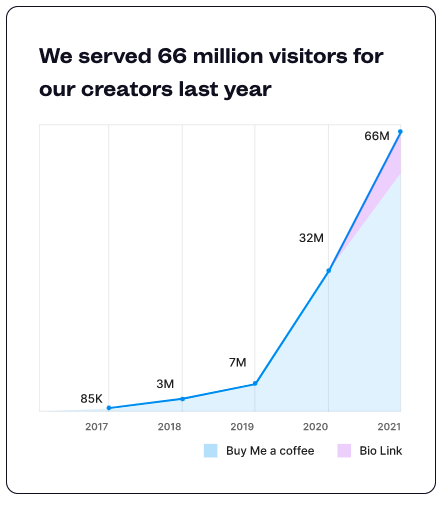 We served 66 million visitors for
our creators last year
66M
32M
7M
3M
85K
2017 2018 2019 2020 2021
Buy Me a coffee Bio Link